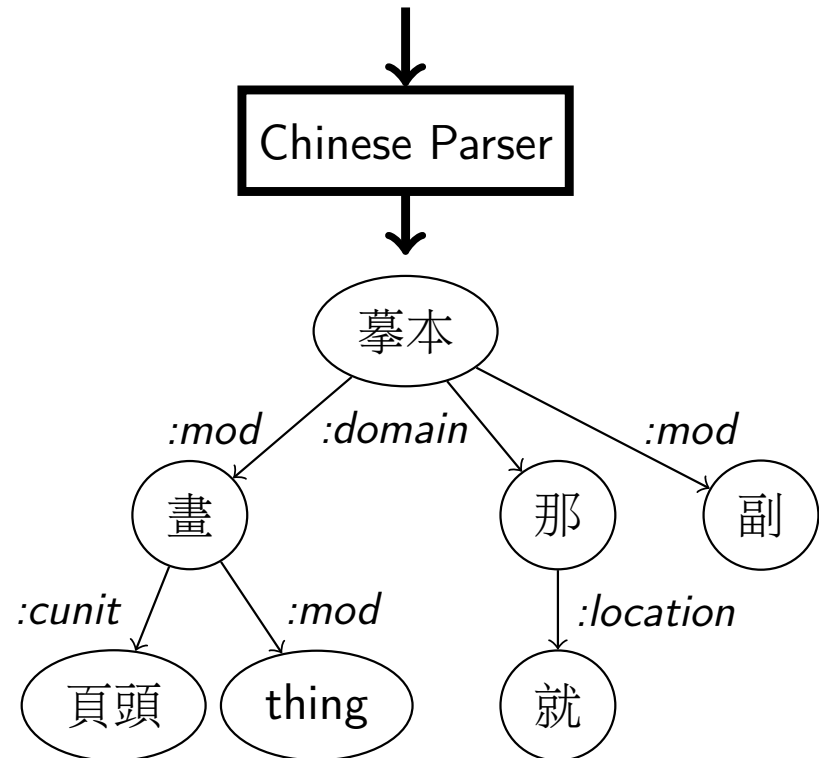 Chinese Parser
摹本
:mod :domain :mod
畫 那 副
:cunit :mod :location
頁頭 thing 就